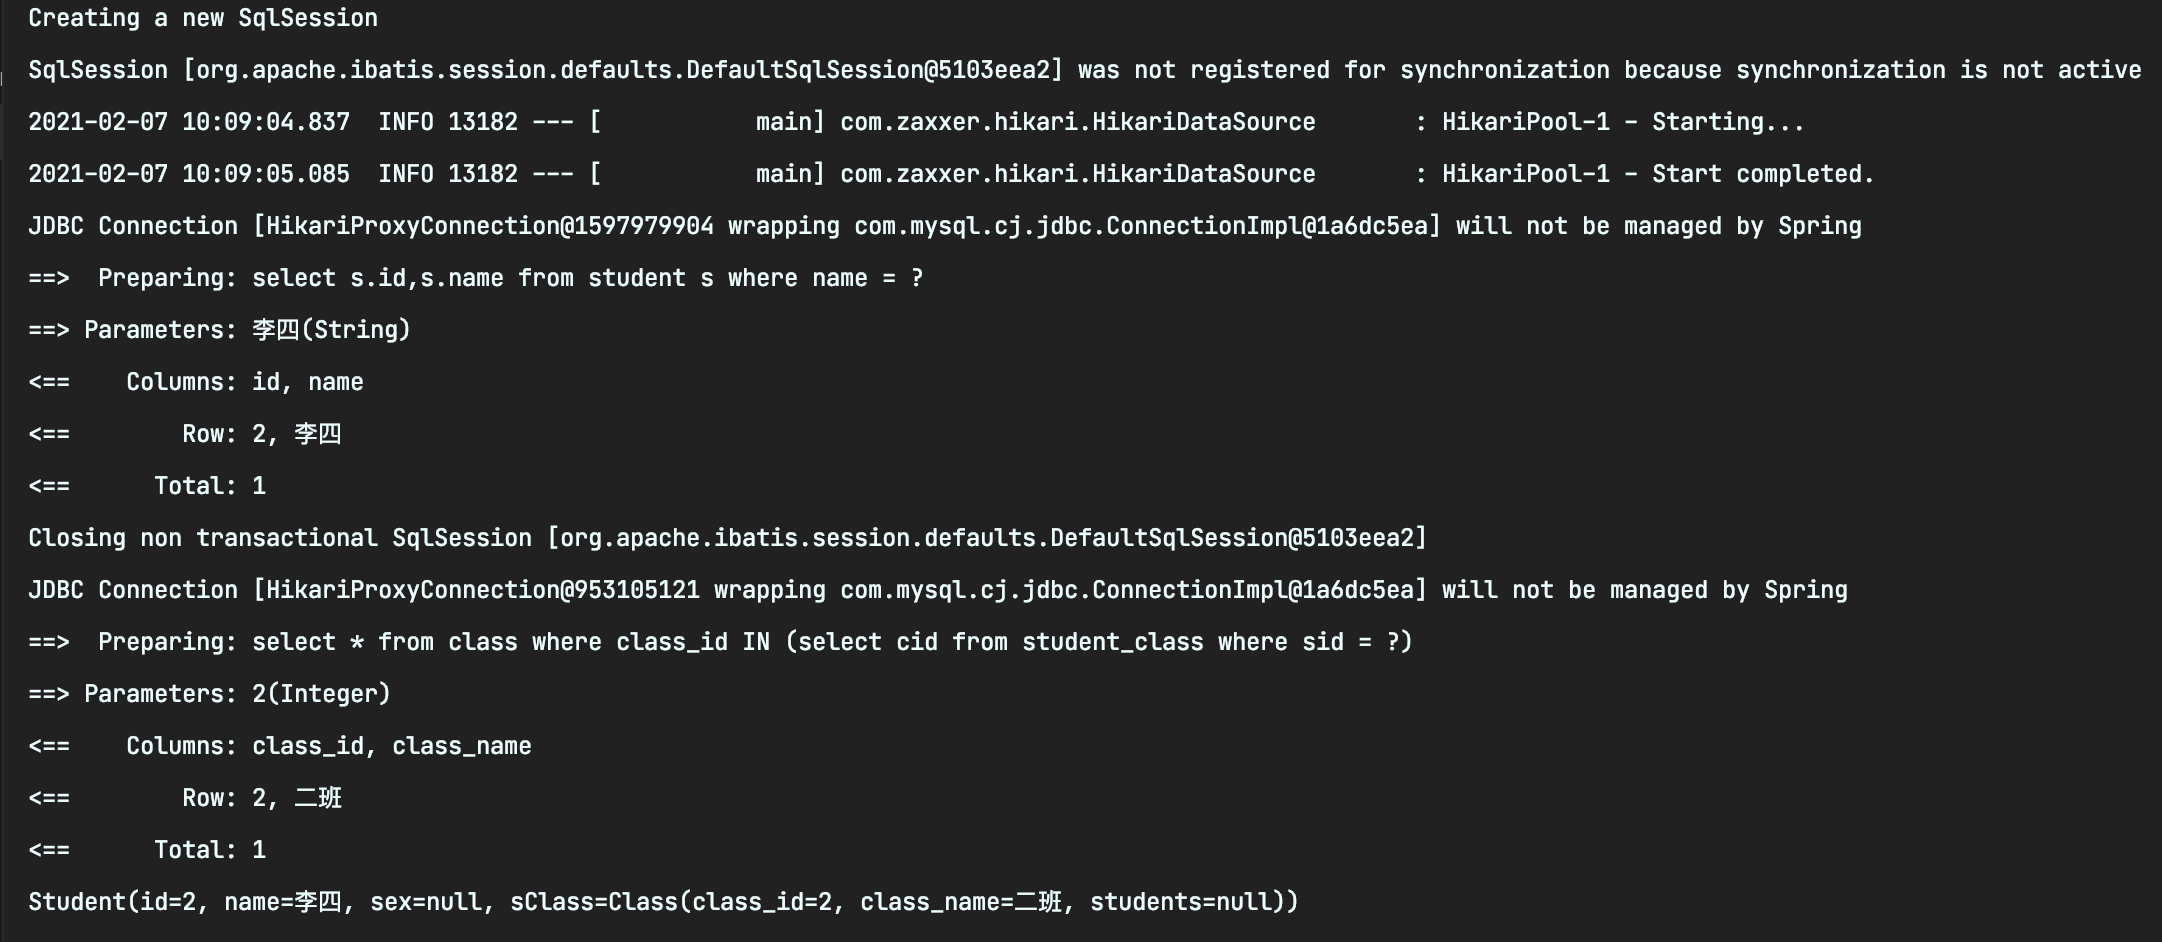 Creating a new SqlSession
SqlSession [org.apache.ibatis.session.defaults.DefaultSqlSession@5103eea2] was not registered for synchronization because synchronization is not active
2021-02-07 10:09:04.837  INFO 13182 --- [           main] com.zaxxer.hikari.HikariDataSource       : HikariPool-1 - Starting...
2021-02-07 10:09:05.085  INFO 13182 --- [           main] com.zaxxer.hikari.HikariDataSource       : HikariPool-1 - Start completed.
JDBC Connection [HikariProxyConnection@1597979904 wrapping com.mysql.cj.jdbc.ConnectionImpl@1a6dc5ea] will not be managed by Spring
==>  Preparing: select s.id,s.name from student s where name = ?
==> Parameters: 李四(String)
<==    Columns: id, name
<==        Row: 2, 李四
<==      Total: 1
Closing non transactional SqlSession [org.apache.ibatis.session.defaults.DefaultSqlSession@5103eea2]
JDBC Connection [HikariProxyConnection@953105121 wrapping com.mysql.cj.jdbc.ConnectionImpl@1a6dc5ea] will not be managed by Spring
==>  Preparing: select * from class where class_id IN (select cid from student_class where sid = ?)
==> Parameters: 2(Integer)
<==    Columns: class_id, class_name
<==        Row: 2, 二班
<==      Total: 1
Student(id=2, name=李四, sex=null, sClass=Class(class_id=2, class_name=二班, students=null))